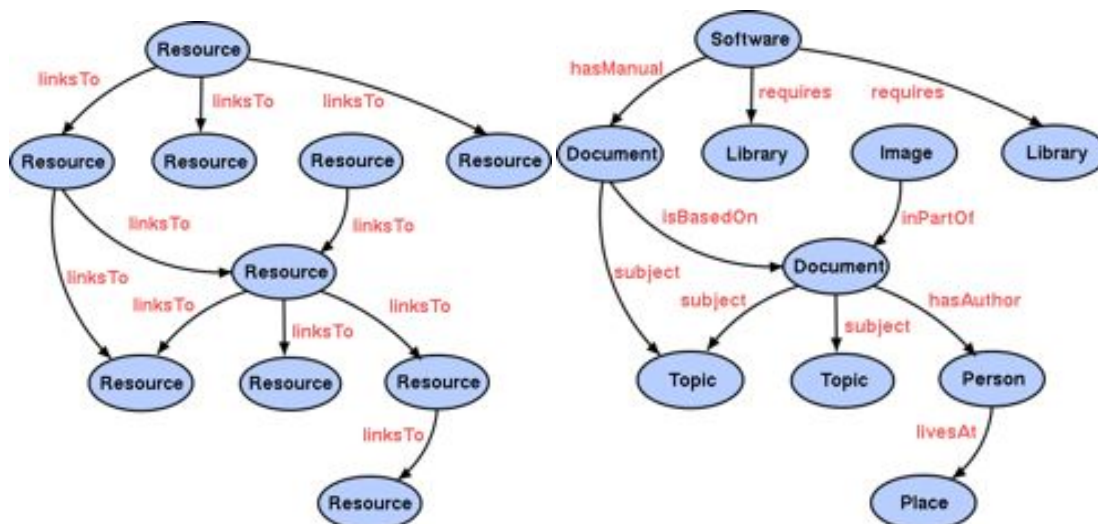 Resource
linksTo
linksTo
linksTo
Resource
Resource
Resource
Resource
linksTo
linksTo
Resource
linksTo
linksTo
linksTo
linksTo
Resource
Resource
Resource
linksTo
Resource
Software
hasManual
requires
requires
Document
Library
Image
Library
isBasedOn
inPartOf
Document
subject
subject
hasAuthor
subject
Topic
Topic
Person
livesAt
Place